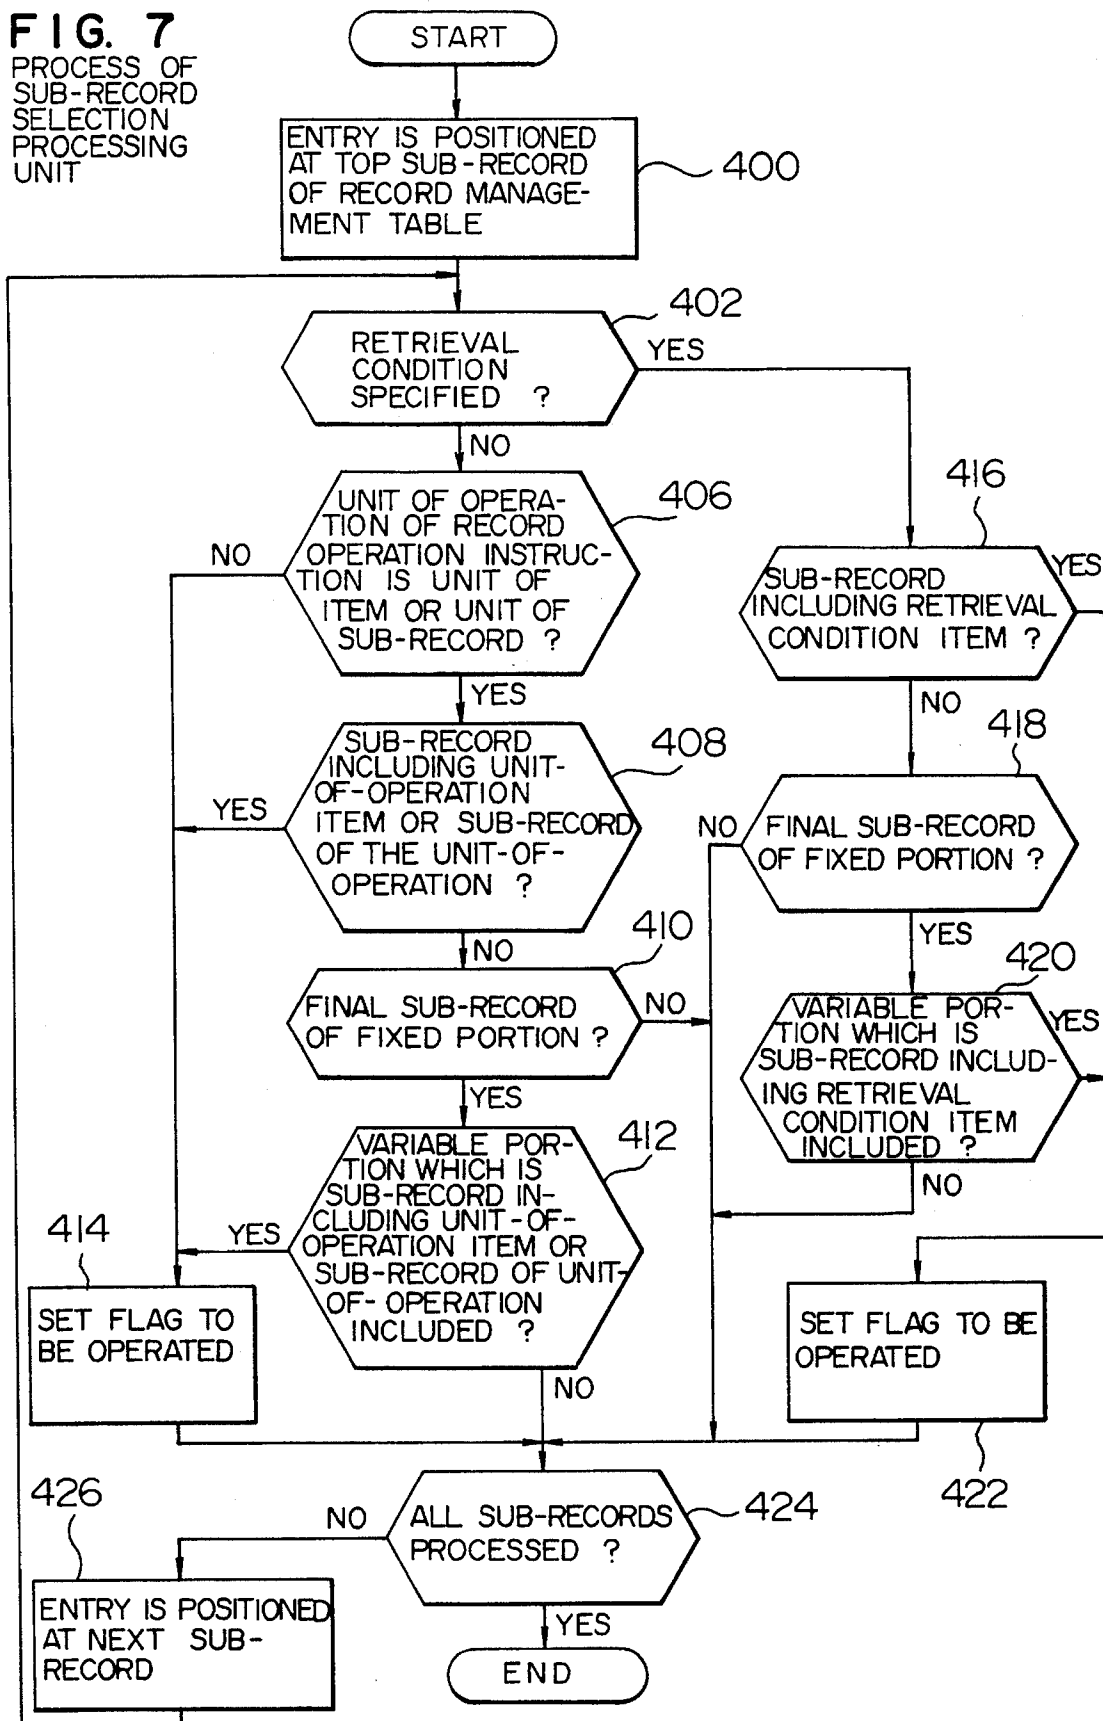 FIG. 7
PROCESS OF
SUB-RECORD
SELECTION
PROCESSING
UNIT
START
ENTRY IS POSITIONED
AT TOP SUB-RECORD
OF RECORD MANAGE-
MENT TABLE
400
RETRIEVAL
CONDITION
SPECIFIED ?
402
YES
NO
UNIT OF OPERA-
TION OF RECORD
OPERATION INSTRUC-
TION IS UNIT OF
ITEM OR UNIT OF
SUB-RECORD ?
406
NO
YES
SUB-RECORD
INCLUDING UNIT-
OF-OPERATION
ITEM OR SUB-RECORD
OF THE UNIT-OF-
OPERATION ?
408
YES
NO
FINAL SUB-RECORD
OF FIXED PORTION ?
410
NO
YES
VARIABLE POR-
TION WHICH IS
SUB-RECORD IN-
CLUDING UNIT-OF-
OPERATION ITEM OR
SUB-RECORD OF UNIT-
OF-OPERATION
INCLUDED ?
412
YES
NO
414
SET FLAG TO
BE OPERATED
416
SUB-RECORD
INCLUDING RETRIEVAL
CONDITION ITEM ?
YES
NO
418
FINAL SUB-RECORD
OF FIXED PORTION ?
NO
YES
420
VARIABLE POR-
TION WHICH IS
SUB-RECORD INCLUD-
ING RETRIEVAL
CONDITION ITEM
INCLUDED ?
YES
NO
SET FLAG TO BE
OPERATED
422
ALL SUB-RECORDS
PROCESSED ?
424
NO
YES
426
ENTRY IS POSITIONED
AT NEXT SUB-
RECORD
END